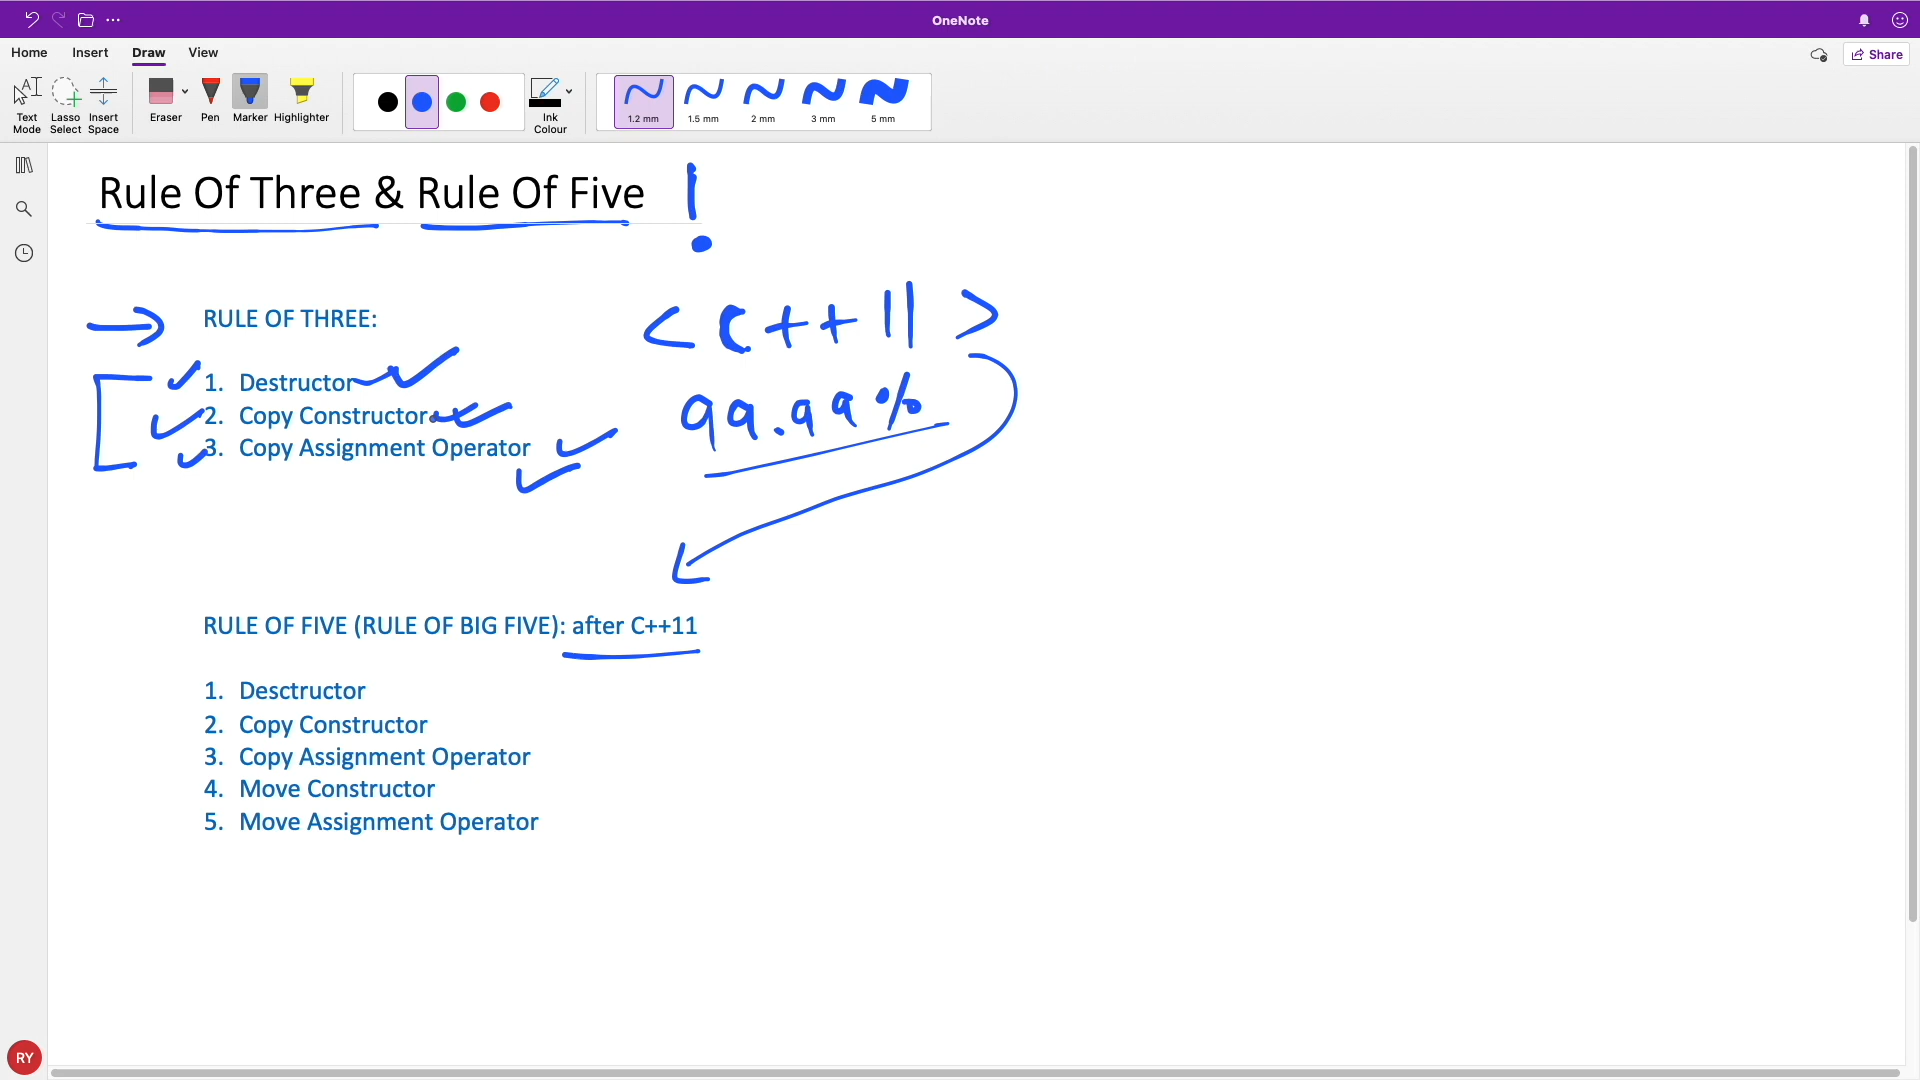 OneNote
Home Insert Draw View
Share
Text Mode
Lasso Select
Insert Space
Eraser
Pen
Marker
Highlighter
Ink Colour
1.2 mm
1.5 mm
2 mm
3 mm
5 mm
Rule Of Three & Rule Of Five !
RULE OF THREE:
< C++11 >
1. Destructor
2. Copy Constructor
3. Copy Assignment Operator
99.99%
RULE OF FIVE (RULE OF BIG FIVE): after C++11
1. Desctructor
2. Copy Constructor
3. Copy Assignment Operator
4. Move Constructor
5. Move Assignment Operator
RY